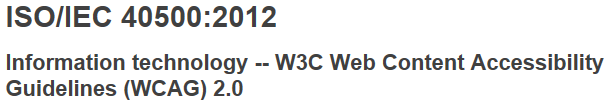 ISO/IEC 40500:2012
Information technology -- W3C Web Content Accessibility
Guidelines (WCAG) 2.0